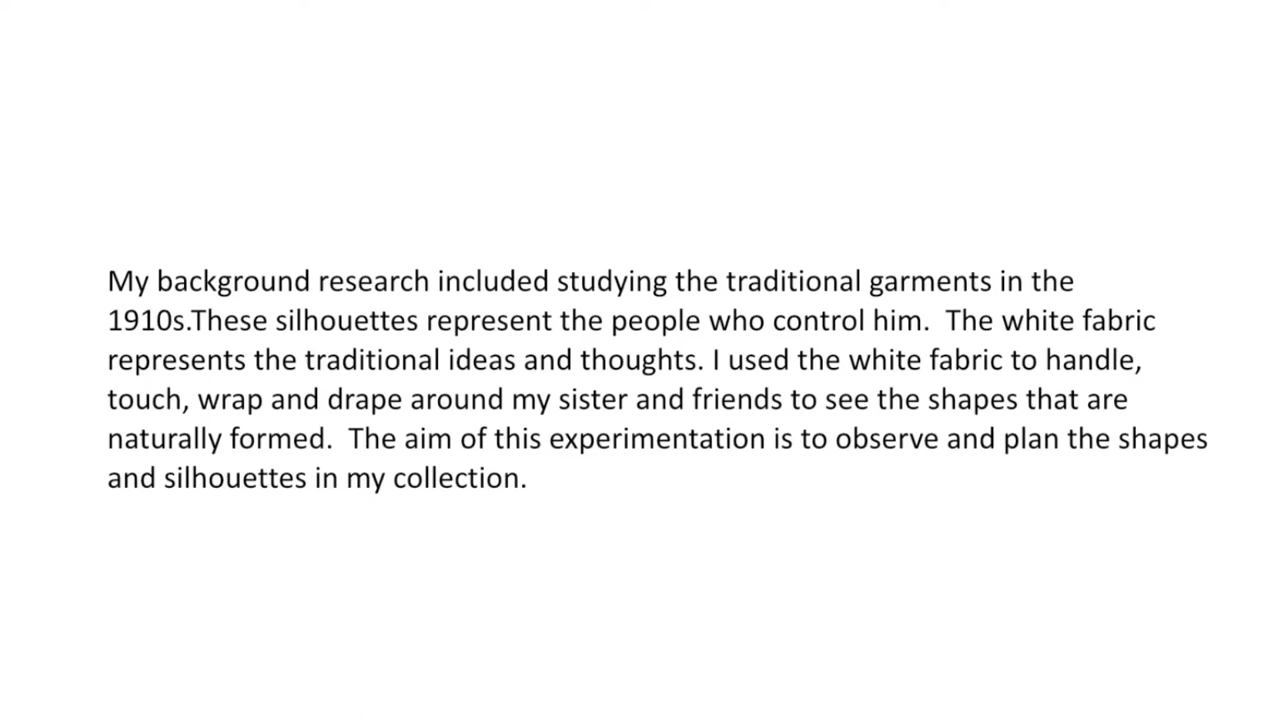 My background research included studying the traditional garments in the
1910s.These silhouettes represent the people who control him.  The white fabric
represents the traditional ideas and thoughts. I used the white fabric to handle,
touch, wrap and drape around my sister and friends to see the shapes that are
naturally formed.  The aim of this experimentation is to observe and plan the shapes
and silhouettes in my collection.